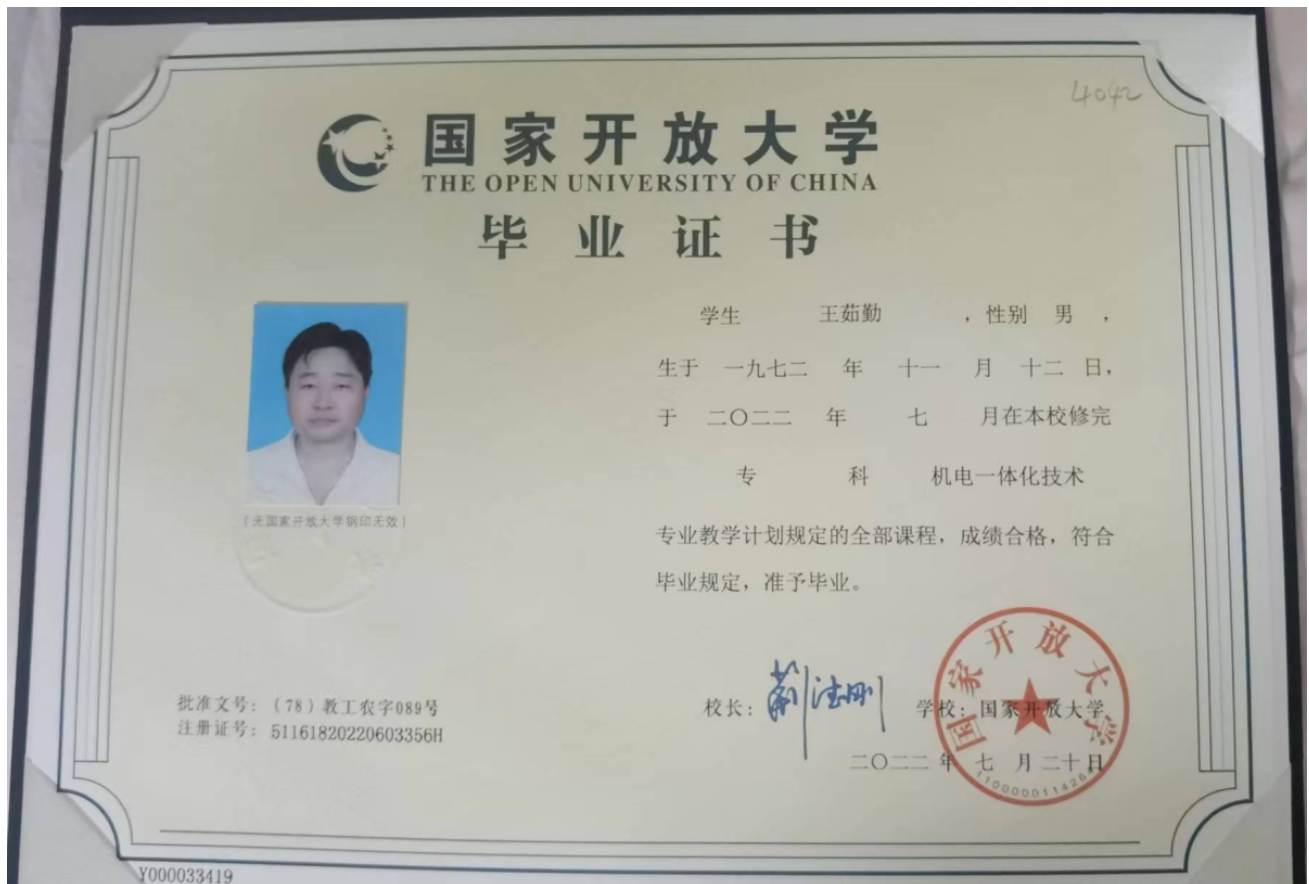 4042
国家开放大学
THE OPEN UNIVERSITY OF CHINA
毕业证书
学生 王茹勤 ，性别 男 ，
生于 一九七二 年 十一 月 十二 日，
于 二〇二二 年 七 月在本校修完
专 科 机电一体化技术
专业教学计划规定的全部课程，成绩合格，符合
毕业规定，准予毕业。
(无国家开放大学钢印无效)
批准文号：（78）教工农字089号
注册证号：51161820220603356H
校长：荆德刚 学校：国家开放大学
二〇二二 年 七 月 二十 日
国家开放大学
Y000033419